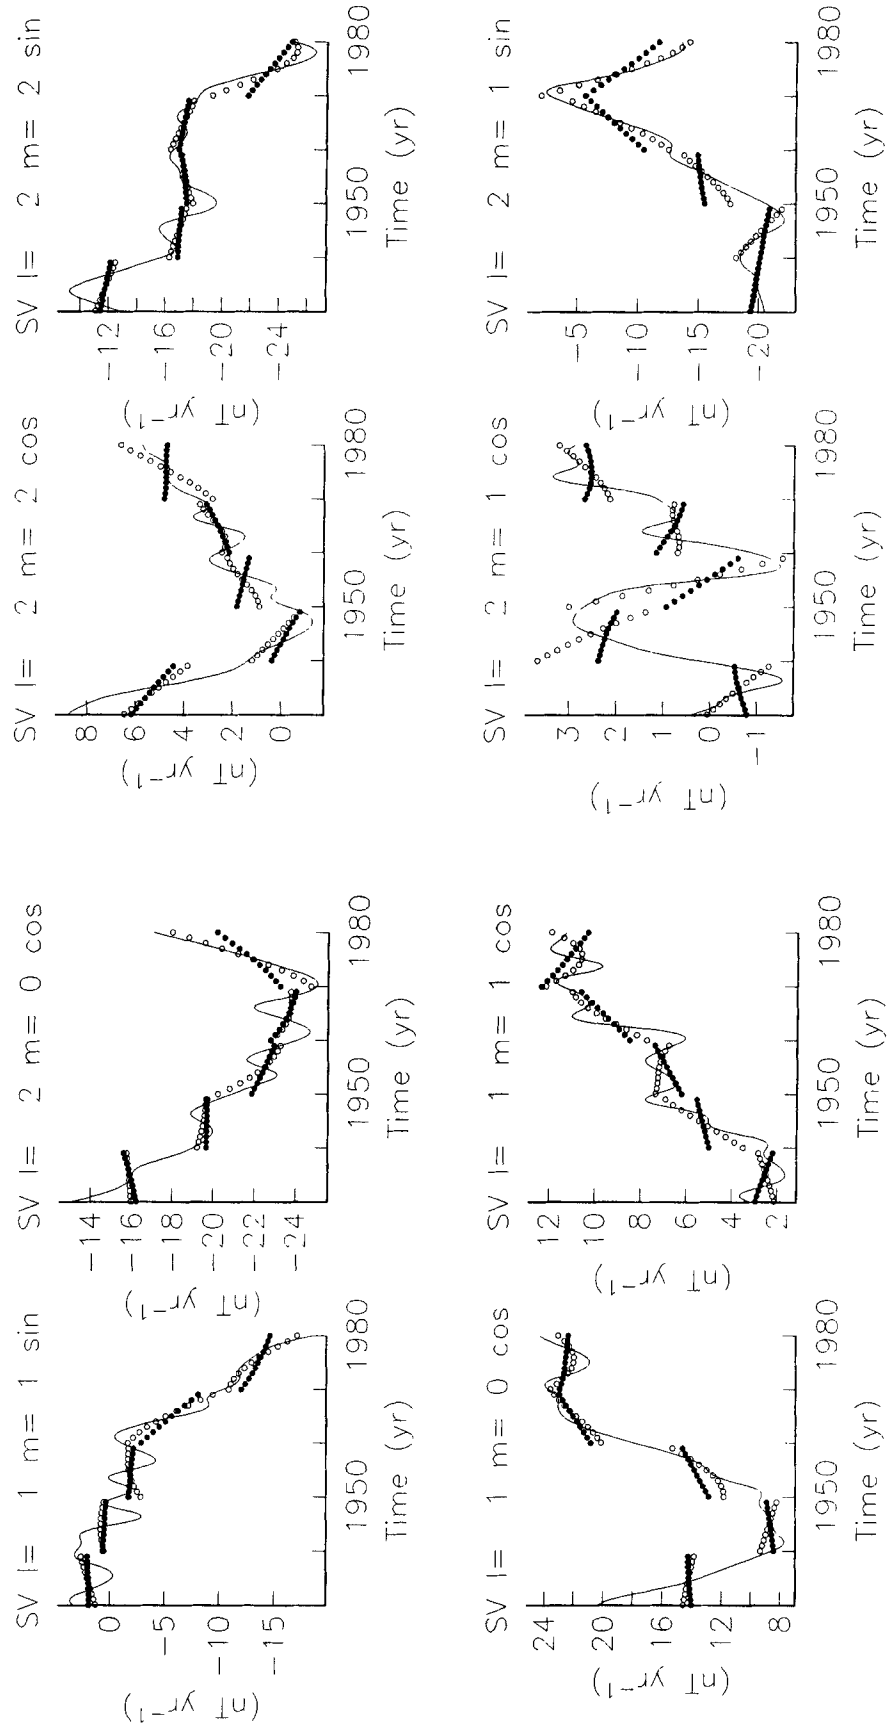 SV l= 1 m= 1 sin
0
−5
−10
−15
(nT yr⁻¹)
1950 1980
Time (yr)
SV l= 2 m= 0 cos
−14
−16
−18
−20
−22
−24
(nT yr⁻¹)
1950 1980
Time (yr)
SV l= 2 m= 2 cos
8
6
4
2
0
(nT yr⁻¹)
1950 1980
Time (yr)
SV l= 2 m= 2 sin
−12
−16
−20
−24
(nT yr⁻¹)
1950 1980
Time (yr)
SV l= 1 m= 0 cos
24
20
16
12
8
(nT yr⁻¹)
1950 1980
Time (yr)
SV l= 1 m= 1 cos
12
10
8
6
4
2
(nT yr⁻¹)
1950 1980
Time (yr)
SV l= 2 m= 1 cos
3
2
1
0
−1
(nT yr⁻¹)
1950 1980
Time (yr)
SV l= 2 m= 1 sin
−5
−10
−15
−20
(nT yr⁻¹)
1950 1980
Time (yr)